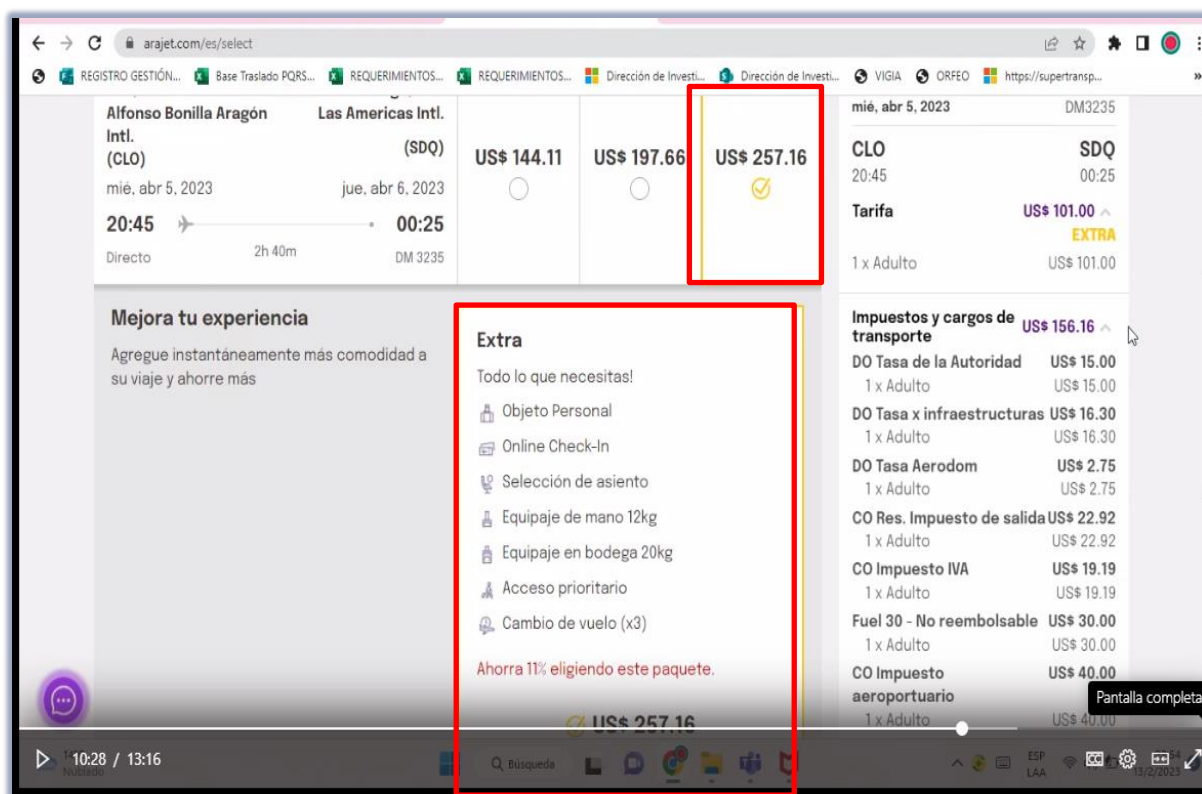 arajet.com/es/select
REGISTRO GESTIÓN... Base Traslado PQRS... REQUERIMIENTOS... REQUERIMIENTOS... Dirección de Investi... Dirección de Investi... VIGIA ORFEO https://supertransp... »
Alfonso Bonilla Aragón Intl. (CLO)
Las Americas Intl. (SDQ)
mié, abr 5, 2023 jue, abr 6, 2023
20:45 00:25
Directo 2h 40m DM 3235
US$ 144.11 US$ 197.66 US$ 257.16
Mejora tu experiencia
Agregue instantáneamente más comodidad a
su viaje y ahorre más
Extra
Todo lo que necesitas!
Objeto Personal
Online Check-In
Selección de asiento
Equipaje de mano 12kg
Equipaje en bodega 20kg
Acceso prioritario
Cambio de vuelo (x3)
Ahorra 11% eligiendo este paquete.
US$ 257.16
mié, abr 5, 2023 DM3235
CLO SDQ
20:45 00:25
Tarifa US$ 101.00
EXTRA
1 x Adulto US$ 101.00
Impuestos y cargos de
transporte US$ 156.16
DO Tasa de la Autoridad US$ 15.00
1 x Adulto US$ 15.00
DO Tasa x infraestructuras US$ 16.30
1 x Adulto US$ 16.30
DO Tasa Aerodom US$ 2.75
1 x Adulto US$ 2.75
CO Res. Impuesto de salida US$ 22.92
1 x Adulto US$ 22.92
CO Impuesto IVA US$ 19.19
1 x Adulto US$ 19.19
Fuel 30 - No reembolsable US$ 30.00
1 x Adulto US$ 30.00
CO Impuesto
aeroportuario US$ 40.00
1 x Adulto US$ 40.00
Pantalla completa
10:28 / 13:16
Nublado
Búsqueda
ESP
LAA
13/2/2023